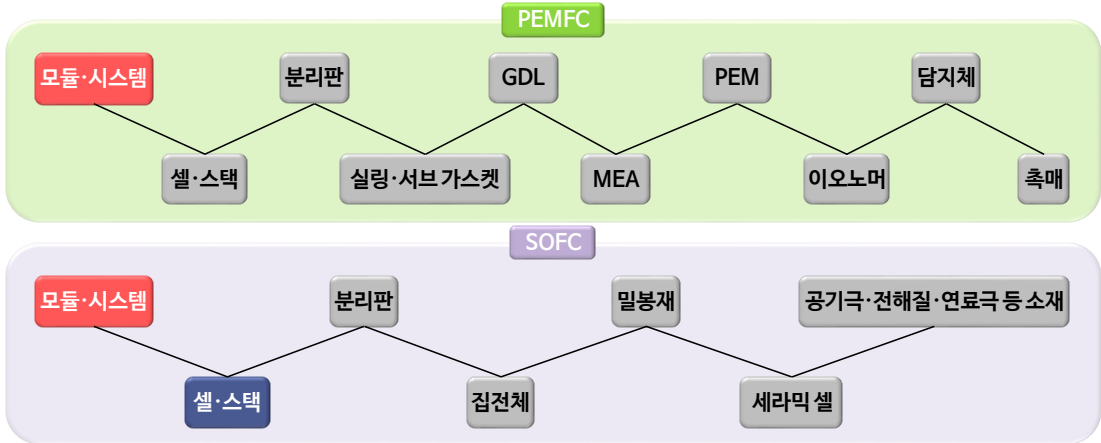 PEMFC
모듈·시스템
분리판
GDL
PEM
담지체
셀·스택
실링·서브 가스켓
MEA
이오노머
촉매
SOFC
모듈·시스템
분리판
밀봉재
공기극·전해질·연료극 등 소재
셀·스택
집전체
세라믹 셀